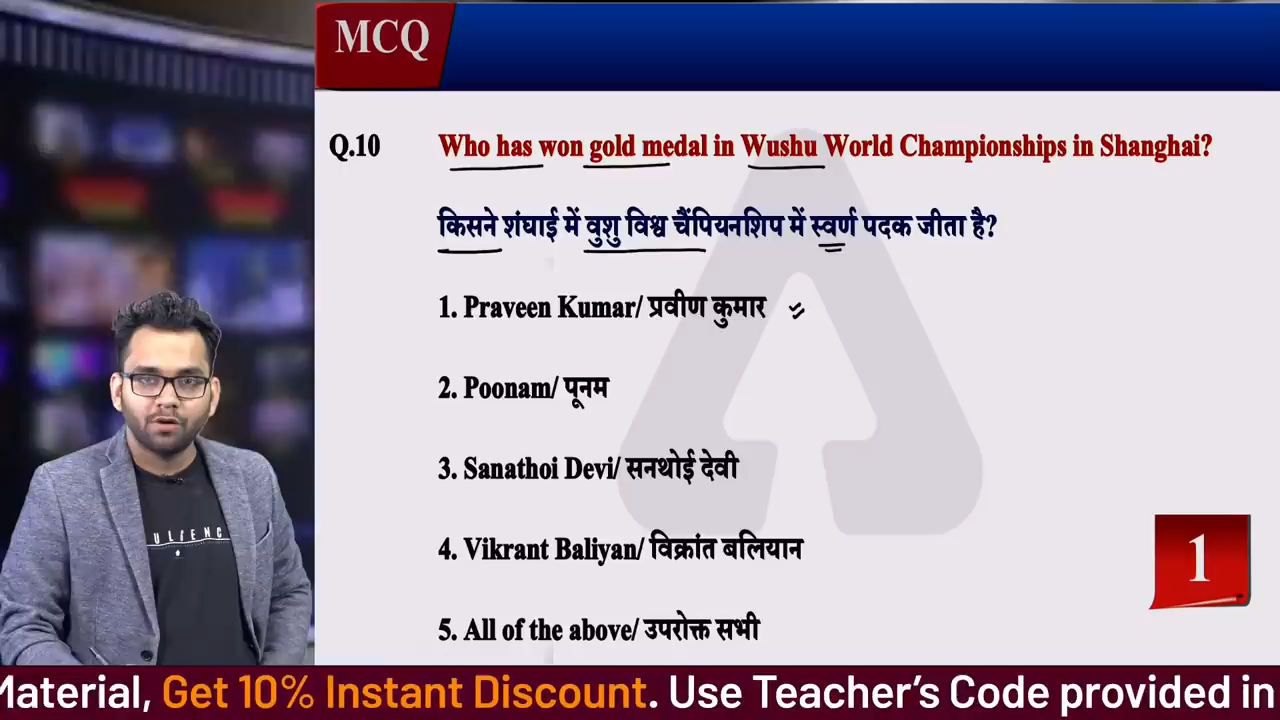 MCQ
Q.10 Who has won gold medal in Wushu World Championships in Shanghai?
किसने शंघाई में वुशु विश्व चैंपियनशिप में स्वर्ण पदक जीता है?
1. Praveen Kumar/ प्रवीण कुमार
2. Poonam/ पूनम
3. Sanathoi Devi/ सनथोई देवी
4. Vikrant Baliyan/ विक्रांत बलियान
5. All of the above/ उपरोक्त सभी
1
Material, Get 10% Instant Discount. Use Teacher's Code provided in